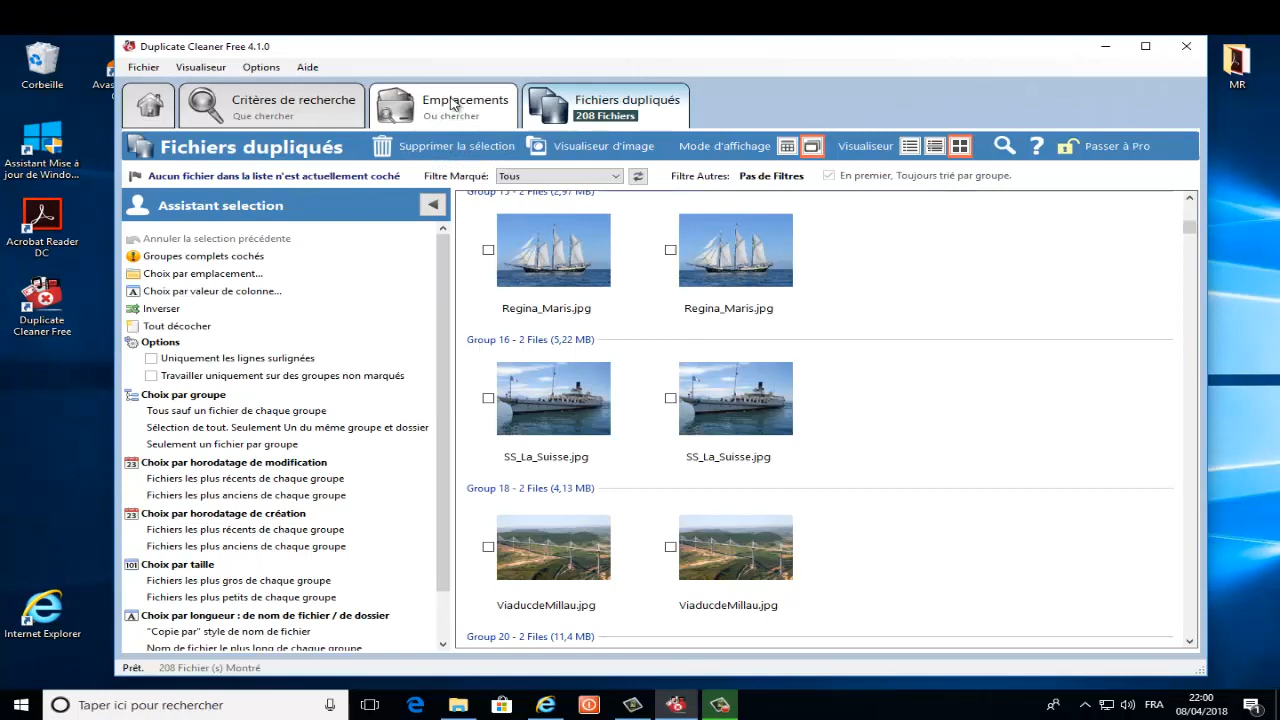 Corbeille
Avas
Assistant Mise à
jour de Windo...
Acrobat Reader
DC
Duplicate
Cleaner Free
Internet Explorer
MR
Duplicate Cleaner Free 4.1.0
Fichier Visualiseur Options Aide
Critères de recherche
Que chercher
Emplacements
Ou chercher
Fichiers dupliqués
208 Fichiers
Fichiers dupliqués Supprimer la sélection Visualiseur d'image Mode d'affichage Visualiseur Passer à Pro
Aucun fichier dans la liste n'est actuellement coché Filtre Marqué: Tous Filtre Autres: Pas de Filtres En premier, Toujours trié par groupe.
Assistant selection
Annuler la selection précédente
Groupes complets cochés
Choix par emplacement...
Choix par valeur de colonne...
Inverser
Tout décocher
Options
Uniquement les lignes surlignées
Travailler uniquement sur des groupes non marqués
Choix par groupe
Tous sauf un fichier de chaque groupe
Sélection de tout. Seulement Un du même groupe et dossier
Seulement un fichier par groupe
Choix par horodatage de modification
Fichiers les plus récents de chaque groupe
Fichiers les plus anciens de chaque groupe
Choix par horodatage de création
Fichiers les plus récents de chaque groupe
Fichiers les plus anciens de chaque groupe
Choix par taille
Fichiers les plus gros de chaque groupe
Fichiers les plus petits de chaque groupe
Choix par longueur : de nom de fichier / de dossier
"Copie par" style de nom de fichier
Nom de fichier le plus long de chaque groupe
Group 15 - 2 Files (2,97 MB)
Regina_Maris.jpg Regina_Maris.jpg
Group 16 - 2 Files (5,22 MB)
SS_La_Suisse.jpg SS_La_Suisse.jpg
Group 18 - 2 Files (4,13 MB)
ViaducdeMillau.jpg ViaducdeMillau.jpg
Group 20 - 2 Files (11,4 MB)
Prêt. 208 Fichier (s) Montré
Taper ici pour rechercher
FRA
22:00
08/04/2018
1